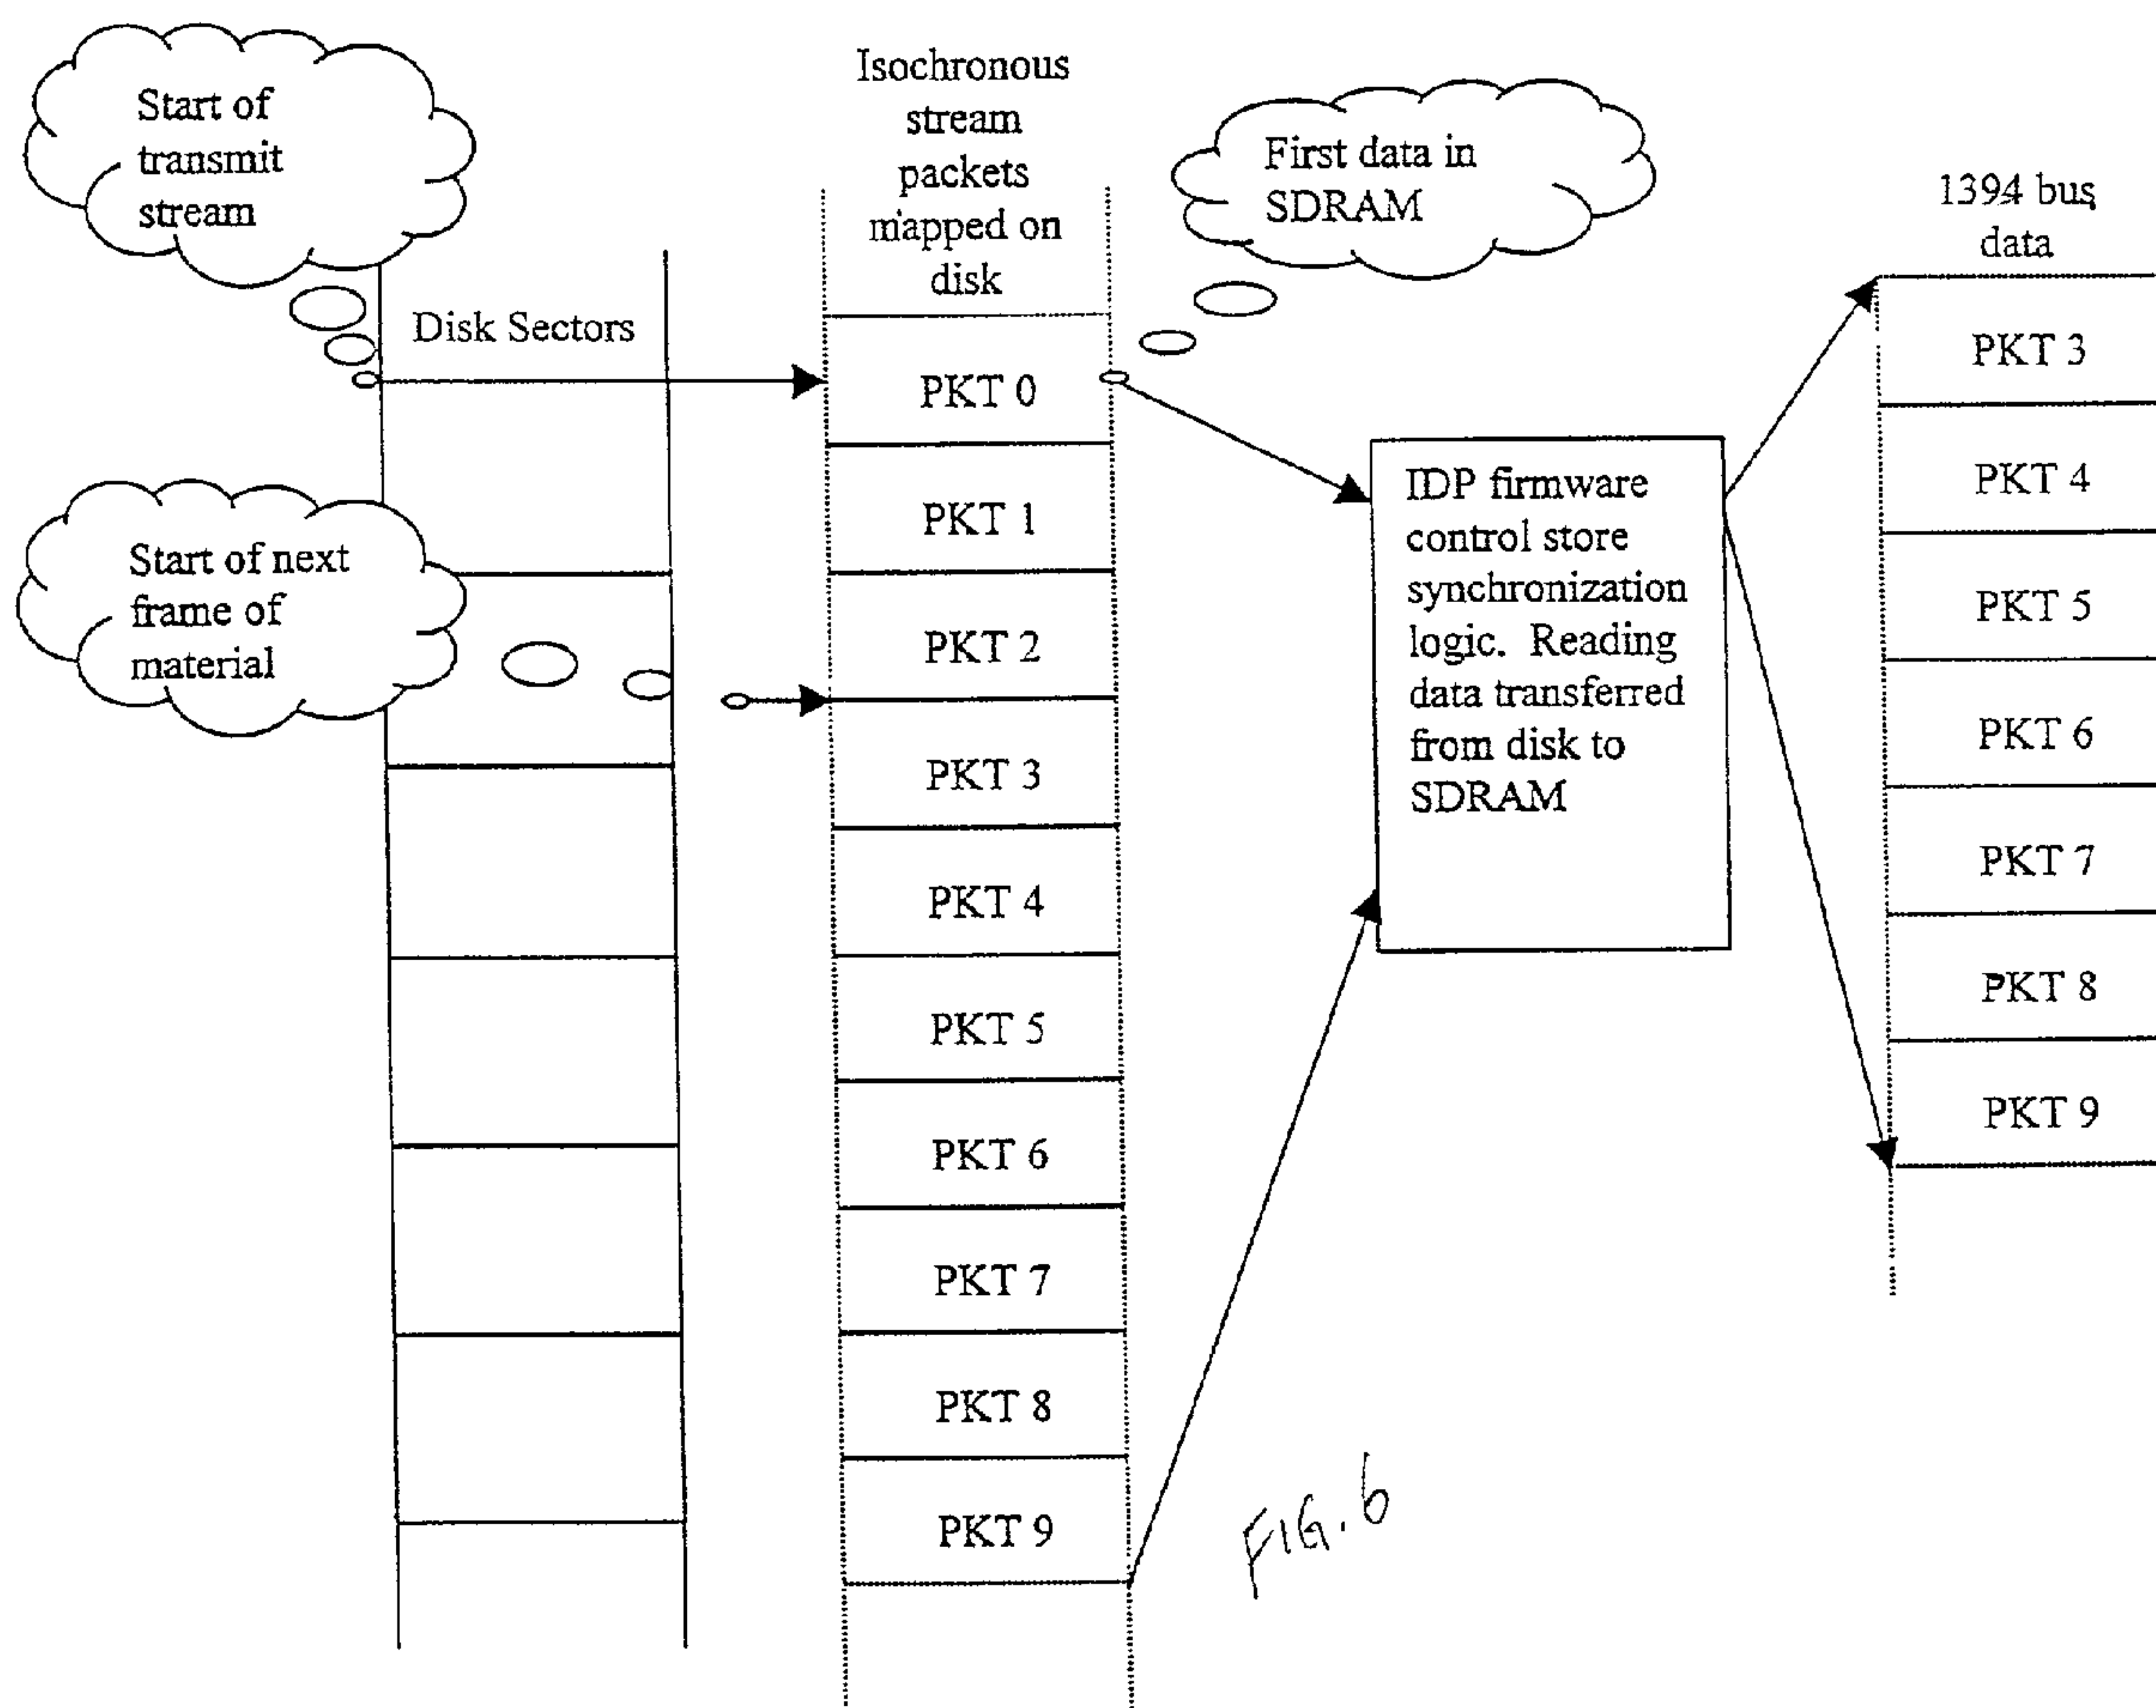 Start of
transmit
stream
Disk Sectors
Start of next
frame of
material
Isochronous
stream
packets
mapped on
disk
PKT 0
PKT 1
PKT 2
PKT 3
PKT 4
PKT 5
PKT 6
PKT 7
PKT 8
PKT 9
First data in
SDRAM
IDP firmware
control store
synchronization
logic. Reading
data transferred
from disk to
SDRAM
1394 bus
data
PKT 3
PKT 4
PKT 5
PKT 6
PKT 7
PKT 8
PKT 9
FIG. 6